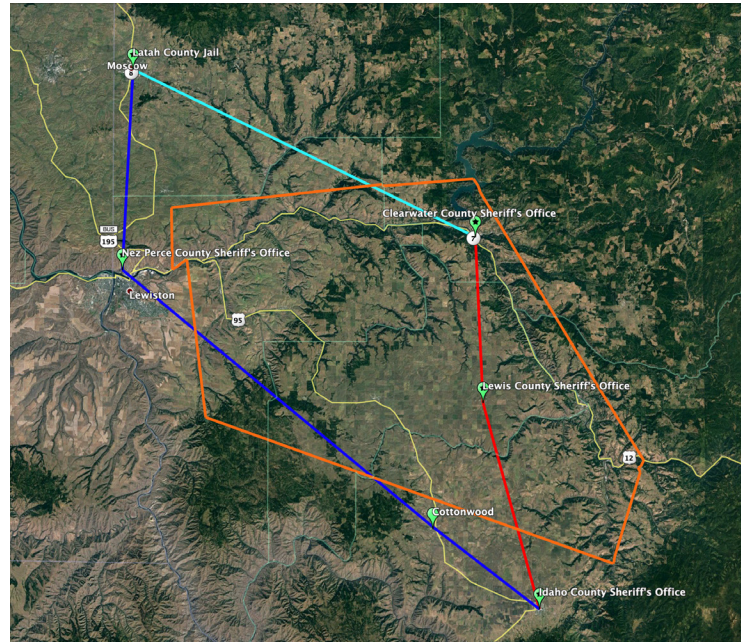 Latah County Jail
Moscow
8
Clearwater County Sheriff's Office
7
BUS
195
Nez Perce County Sheriff's Office
Lewiston
95
Lewis County Sheriff's Office
12
Cottonwood
Idaho County Sheriff's Office